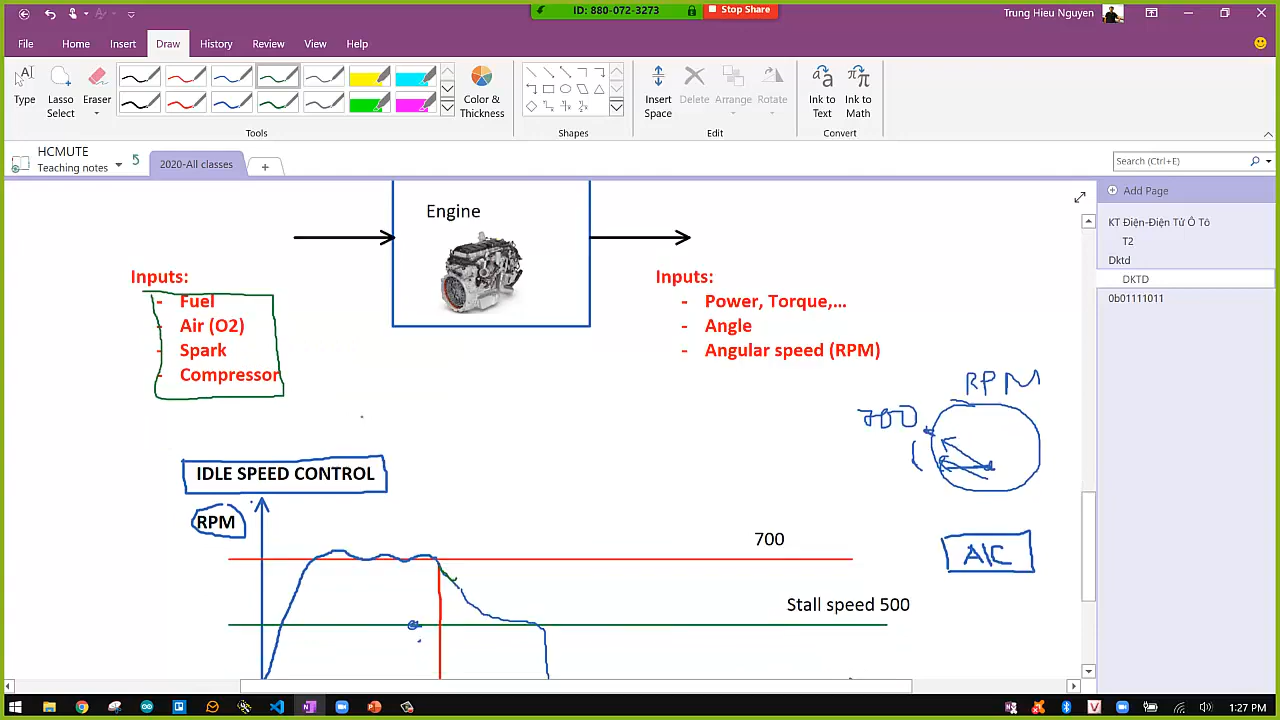 ID: 880-072-3273
Stop Share
Trung Hieu Nguyen
File Home Insert Draw History Review View Help
Type
Lasso Select
Eraser
Color & Thickness
Insert Space
Delete
Arrange
Rotate
Ink to Text
Ink to Math
Tools
Shapes
Edit
Convert
HCMUTE
Teaching notes
5
2020-All classes
Search (Ctrl+E)
Add Page
KT Điện-Điện Tử Ô Tô
T2
Dktd
DKTD
0b01111011
Engine
Inputs:
- Fuel
- Air (O2)
- Spark
- Compressor
Inputs:
- Power, Torque,...
- Angle
- Angular speed (RPM)
RPM
700
IDLE SPEED CONTROL
RPM
700
A/C
Stall speed 500
1:27 PM